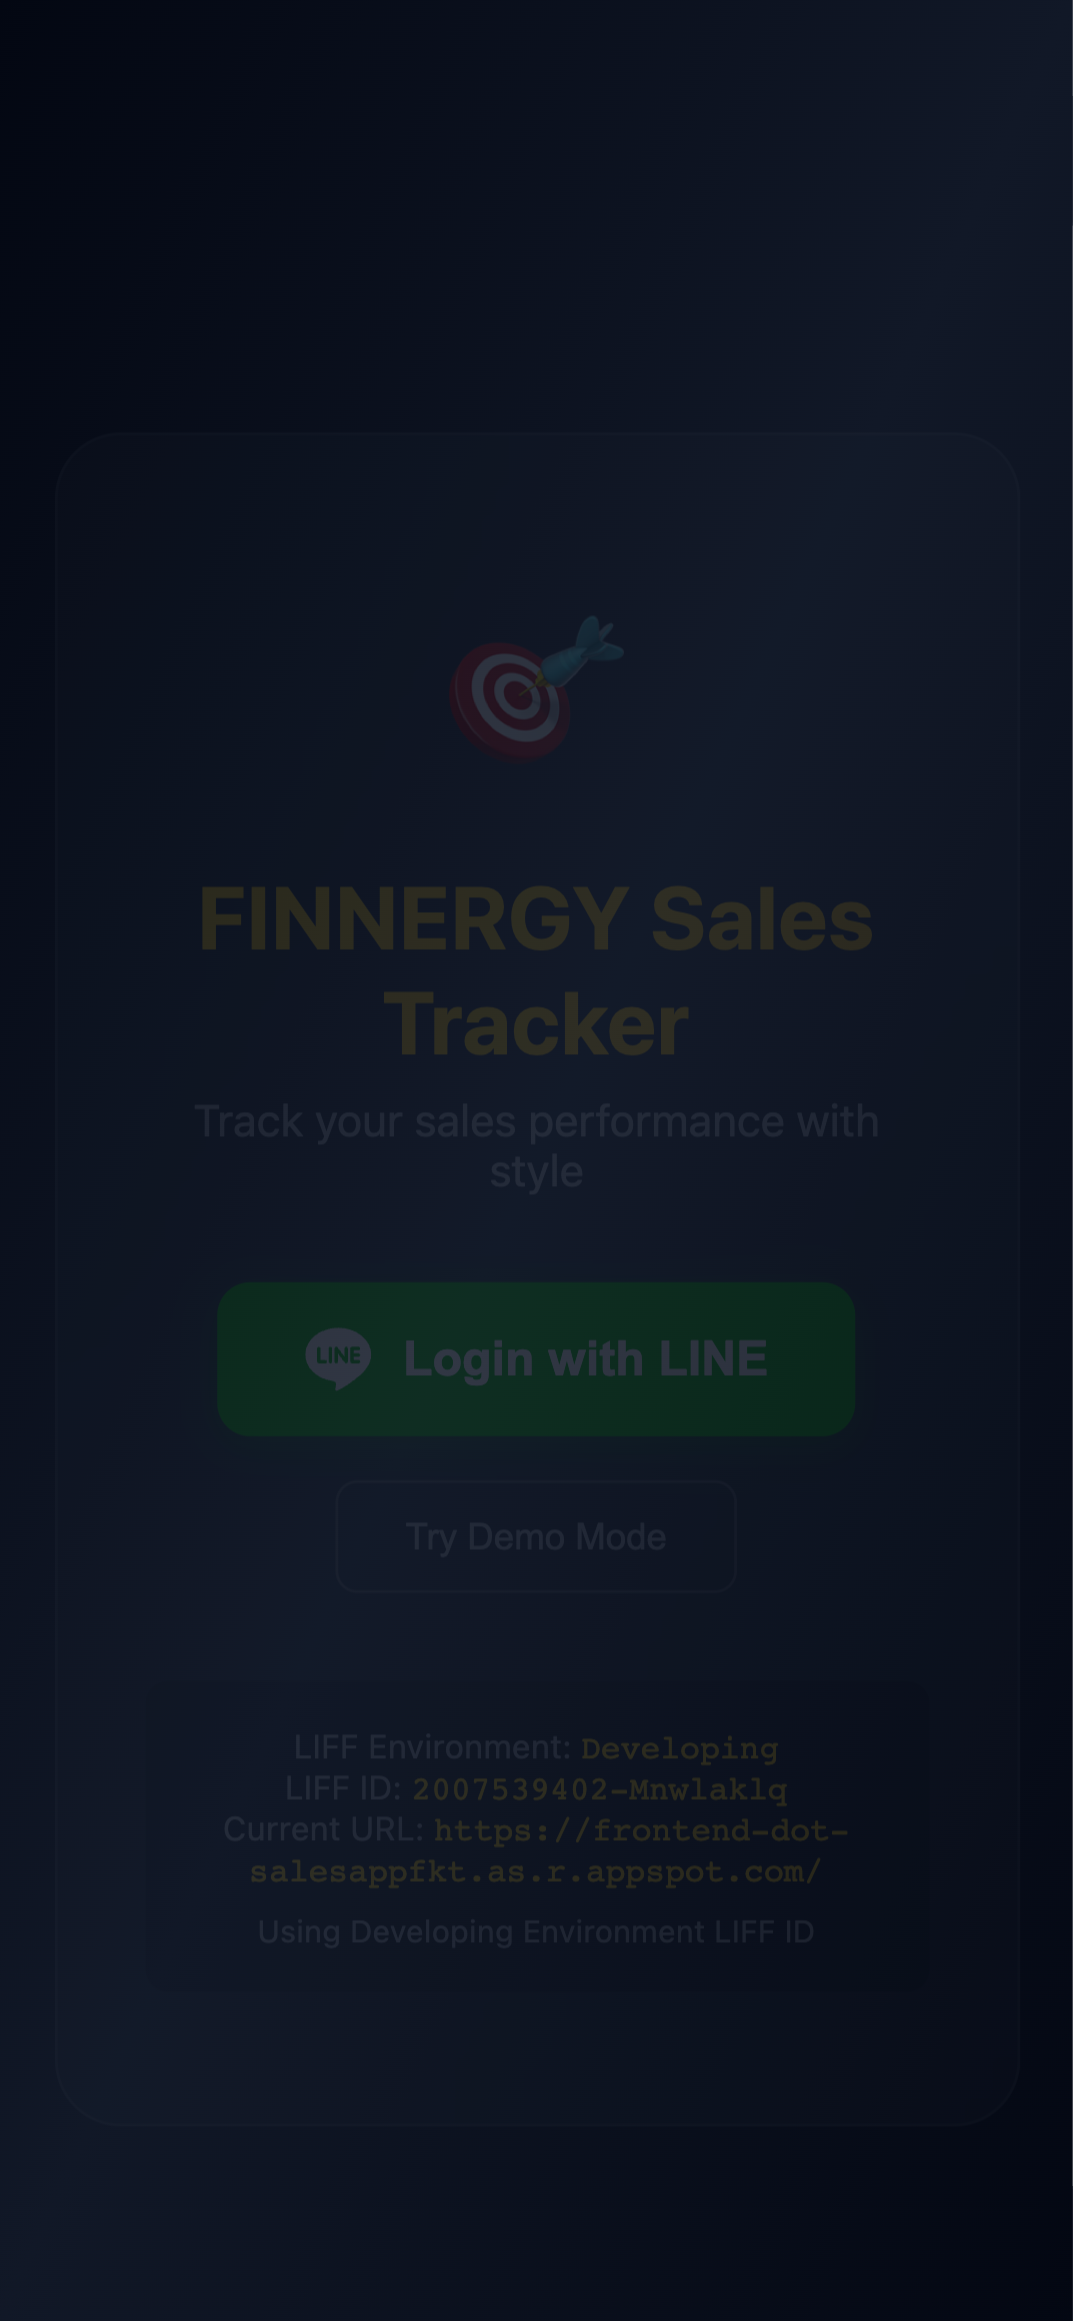 FINNERGY Sales
Tracker
Track your sales performance with
style
LINE Login with LINE
Try Demo Mode
LIFF Environment: Developing
LIFF ID: 2007539402-Mnwlaklq
Current URL: https://frontend-dot-
salesappfkt.as.r.appspot.com/
Using Developing Environment LIFF ID